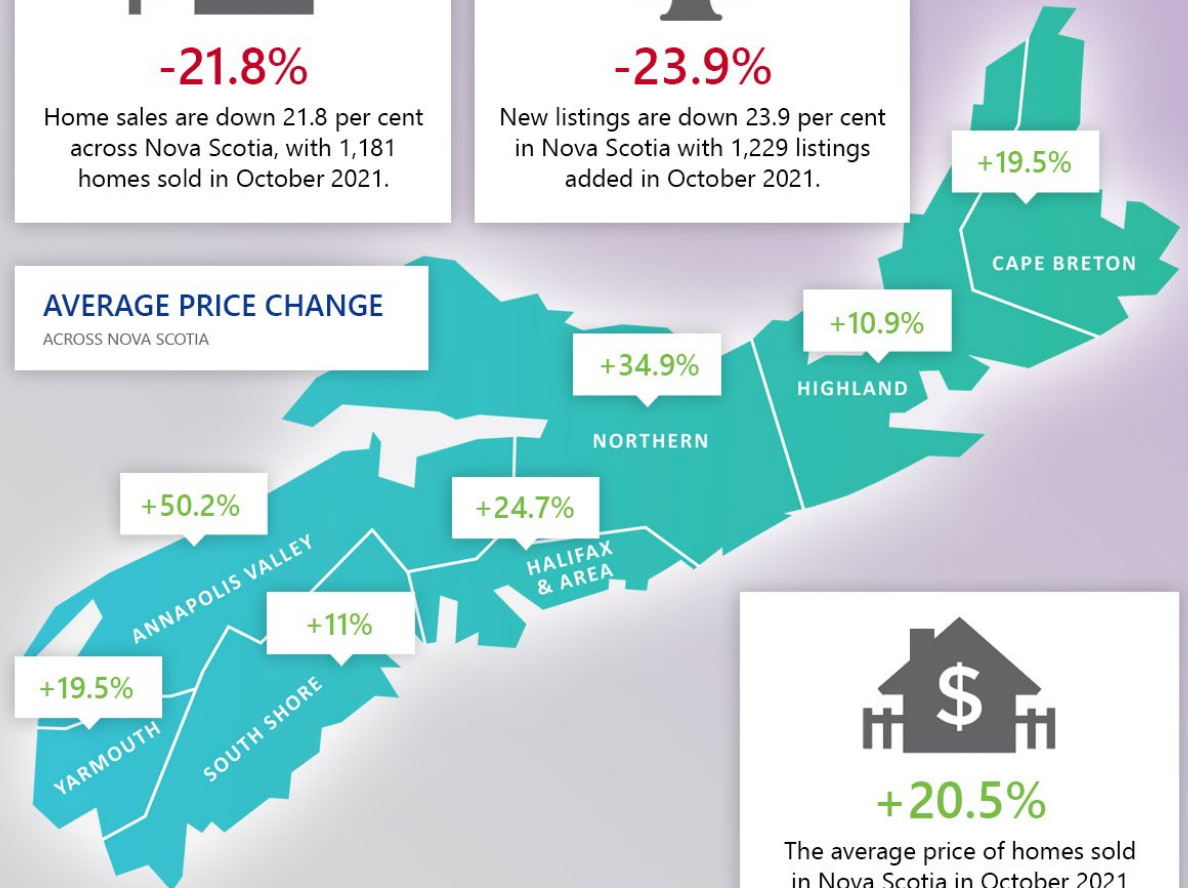 -21.8%
Home sales are down 21.8 per cent
across Nova Scotia, with 1,181
homes sold in October 2021.
-23.9%
New listings are down 23.9 per cent
in Nova Scotia with 1,229 listings
added in October 2021.
AVERAGE PRICE CHANGE
ACROSS NOVA SCOTIA
+19.5%
CAPE BRETON
+10.9%
HIGHLAND
+34.9%
NORTHERN
+50.2%
ANNAPOLIS VALLEY
+24.7%
HALIFAX
& AREA
+11%
SOUTH SHORE
+19.5%
YARMOUTH
$
+20.5%
The average price of homes sold
in Nova Scotia in October 2021